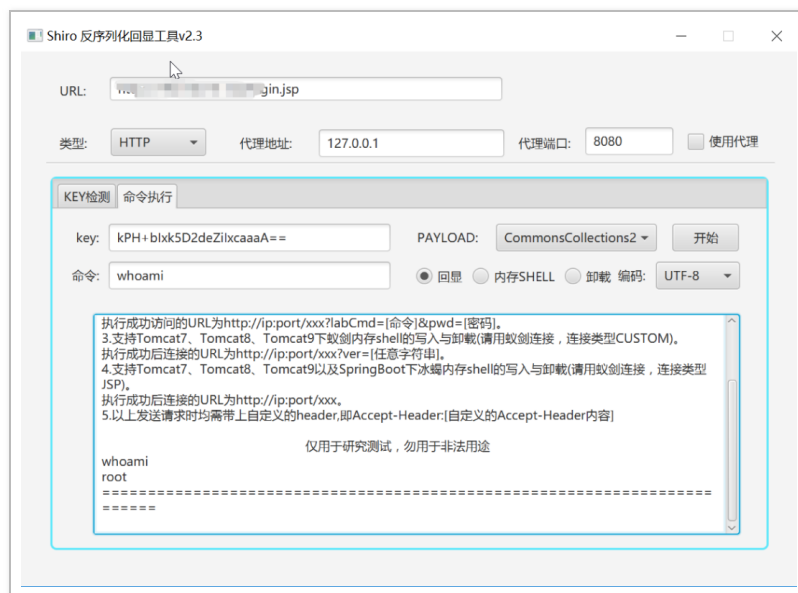 Shiro 反序列化回显工具v2.3
URL: gin.jsp
类型: HTTP 代理地址: 127.0.0.1 代理端口: 8080 使用代理
KEY检测 命令执行
key: kPH+bIxk5D2deZiIxcaaaA== PAYLOAD: CommonsCollections2 开始
命令: whoami 回显 内存SHELL 卸载 编码: UTF-8
执行成功访问的URL为http://ip:port/xxx?labCmd=[命令]&pwd=[密码]。
3.支持Tomcat7、Tomcat8、Tomcat9下蚁剑内存shell的写入与卸载(请用蚁剑连接，连接类型CUSTOM)。
执行成功后连接的URL为http://ip:port/xxx?ver=[任意字符串]。
4.支持Tomcat7、Tomcat8、Tomcat9以及SpringBoot下冰蝎内存shell的写入与卸载(请用蚁剑连接，连接类型
JSP)。
执行成功后连接的URL为http://ip:port/xxx。
5.以上发送请求时均需带上自定义的header,即Accept-Header:[自定义的Accept-Header内容]
仅用于研究测试，勿用于非法用途
whoami
root
==================================================================
======